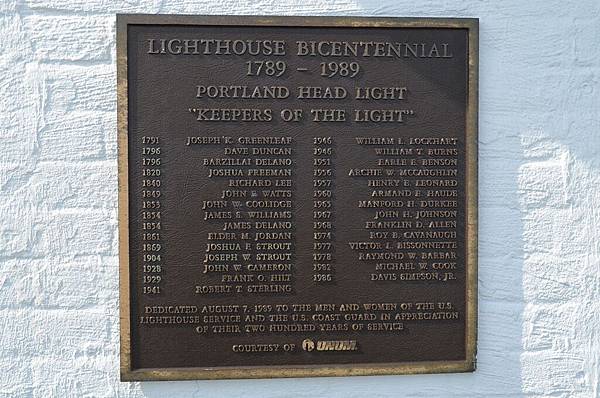 LIGHTHOUSE BICENTENNIAL
1789 – 1989
PORTLAND HEAD LIGHT
"KEEPERS OF THE LIGHT"
1791 JOSEPH K. GREENLEAF 1946 WILLIAM L. LOCKHART
1796 DAVE DUNCAN 1946 WILLIAM T. BURNS
1796 BARZILLAI DELANO 1951 EARLE E. BENSON
1820 JOSHUA FREEMAN 1956 ARCHIE W. MCCAUGHLIN
1840 RICHARD LEE 1957 HENRY E. LEONARD
1849 JOHN F. WATTS 1960 ARMAND F. HAUDE
1853 JOHN W. COOLIDGE 1963 MANFORD H. DURKEE
1854 JAMES S. WILLIAMS 1967 JOHN H. JOHNSON
1854 JAMES DELANO 1968 FRANKLIN D. ALLEN
1861 ELDER M. JORDAN 1974 ROY B. CAVANAUGH
1869 JOSHUA F. STROUT 1977 VICTOR L. BISSONNETTE
1904 JOSEPH W. STROUT 1978 RAYMOND W. BARBAR
1928 JOHN W. CAMERON 1982 MICHAEL W. COOK
1929 FRANK O. HILT 1986 DAVIS SIMPSON, JR.
1941 ROBERT T. STERLING
DEDICATED AUGUST 7, 1989 TO THE MEN AND WOMEN OF THE U.S.
LIGHTHOUSE SERVICE AND THE U.S. COAST GUARD IN APPRECIATION
OF THEIR TWO HUNDRED YEARS OF SERVICE
COURTESY OF UNUM.